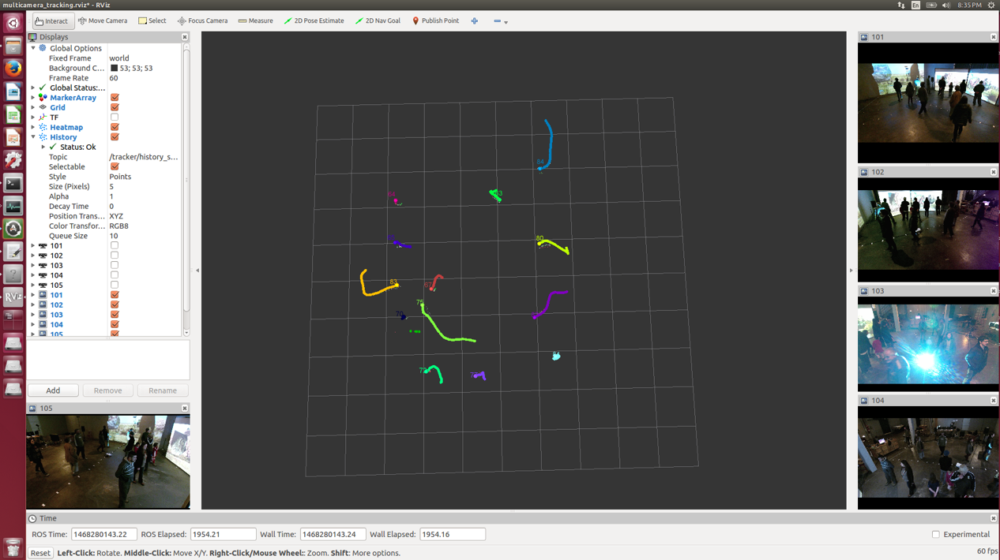 multicamera_tracking.rviz* - RViz
En
8:35 PM
Interact Move Camera Select Focus Camera Measure 2D Pose Estimate 2D Nav Goal Publish Point
Displays
Global Options
Fixed Frame world
Background C... 53; 53; 53
Frame Rate 60
Global Status:...
MarkerArray
Grid
TF
Heatmap
History
Status: Ok
Topic /tracker/history_s...
Selectable
Style Points
Size (Pixels) 5
Alpha 1
Decay Time 0
Position Trans... XYZ
Color Transfor... RGB8
Queue Size 10
101
102
103
104
105
101
102
103
104
105
Add Remove Rename
105
84
80
83
75
70
101
102
103
104
Time
ROS Time: 1468280143.22 ROS Elapsed: 1954.21 Wall Time: 1468280143.24 Wall Elapsed: 1954.16 Experimental
Reset Left-Click: Rotate. Middle-Click: Move X/Y. Right-Click/Mouse Wheel:: Zoom. Shift: More options. 60 fps